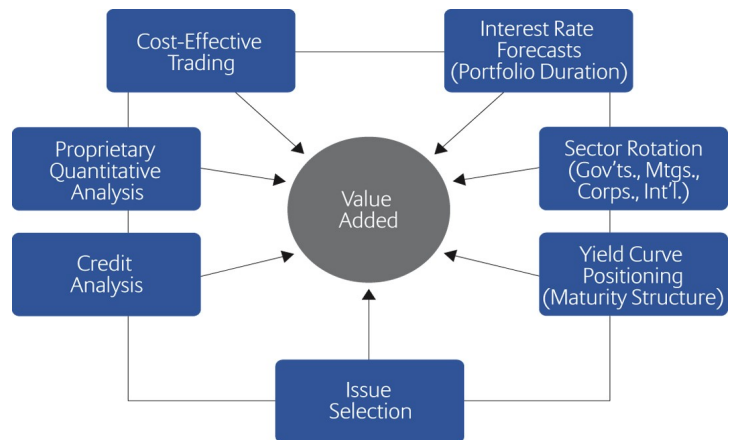 Cost-Effective
Trading
Interest Rate
Forecasts
(Portfolio Duration)
Proprietary
Quantitative
Analysis
Value
Added
Sector Rotation
(Gov'ts., Mtgs.,
Corps., Int'l.)
Credit
Analysis
Yield Curve
Positioning
(Maturity Structure)
Issue
Selection